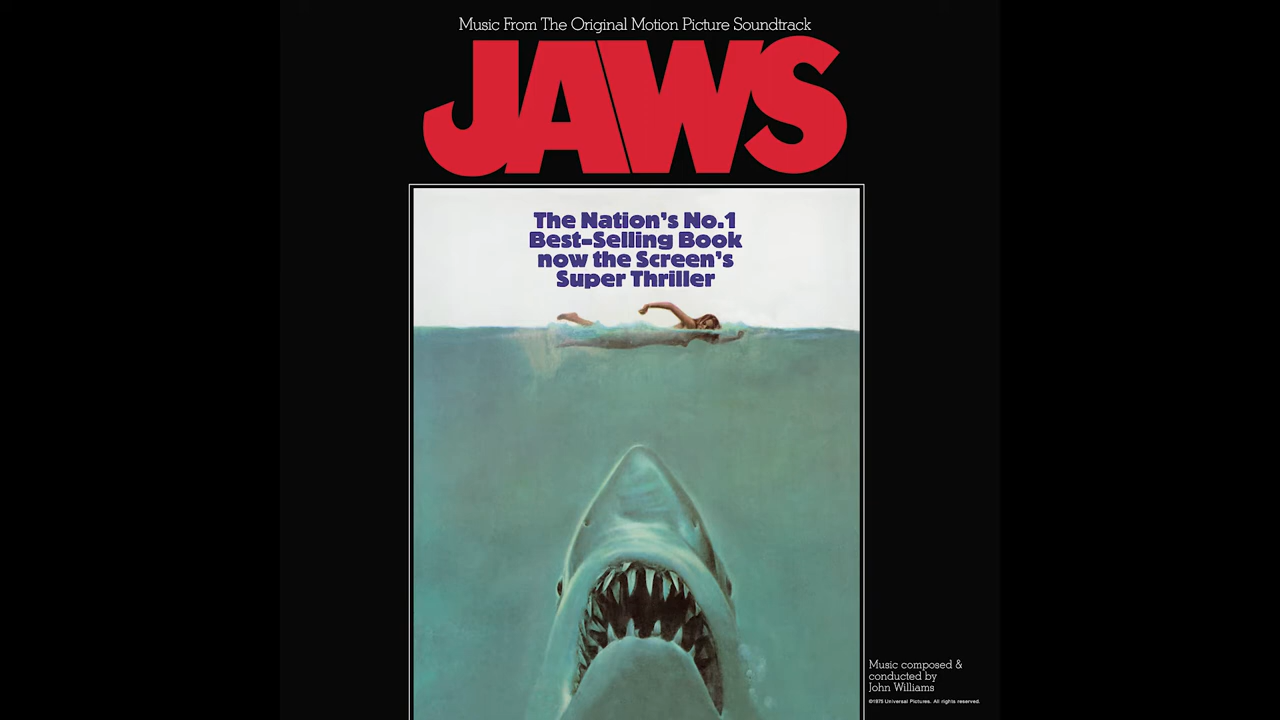 Music From The Original Motion Picture Soundtrack
JAWS
The Nation's No.1
Best-Selling Book
now the Screen's
Super Thriller
Music composed &
conducted by
John Williams
©1975 Universal Pictures. All rights reserved.